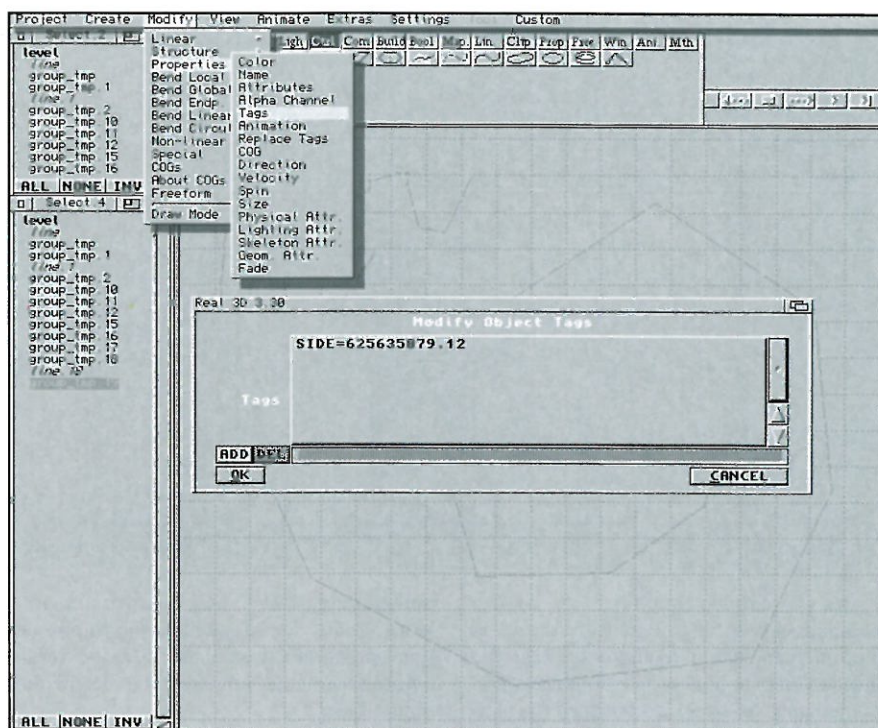 Project Create Modify View Animate Extras Settings Custom
Select.2
level
line
group_tmp
group_tmp.1
line.1
group_tmp.2
group_tmp.10
group_tmp.11
group_tmp.12
group_tmp.15
group_tmp.16
ALL NONE INV
Select.4
level
line
group_tmp
group_tmp.1
line.1
group_tmp.2
group_tmp.10
group_tmp.11
group_tmp.12
group_tmp.15
group_tmp.16
group_tmp.17
group_tmp.18
line.19
ALL NONE INV
Linear
Structure
Properties
Bend Local
Bend Global
Bend Endp.
Bend Linear
Bend Circul
Non-linear
Special
COGs
About COGs
Freeform
Draw Mode
Color
Name
Attributes
Alpha Channel
Tags
Animation
Replace Tags
COG
Direction
Velocity
Spin
Size
Physical Attr.
Lighting Attr.
Skeleton Attr.
Geom. Attr.
Fade
Ligh Com Build Bool Map. Lin. Clip Prop Free Win Ani. Mth
Real 3D 3.30
Modify Object Tags
SIDE=625635879.12
Tags
ADD DEL
OK CANCEL